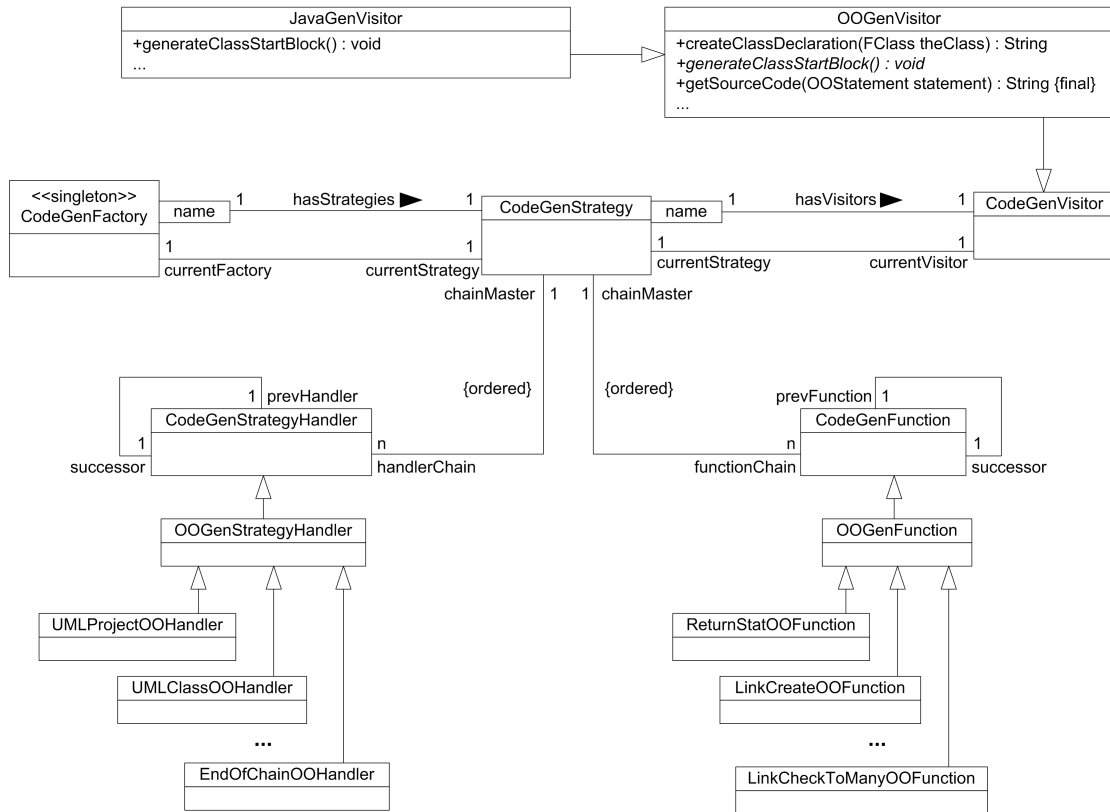 JavaGenVisitor
+generateClassStartBlock() : void
...
OOGenVisitor
+createClassDeclaration(FClass theClass) : String
+generateClassStartBlock() : void
+getSourceCode(OOStatement statement) : String {final}
...
<<singleton>>
CodeGenFactory
name
1
hasStrategies
1
CodeGenStrategy
name
1
hasVisitors
1
CodeGenVisitor
1
currentFactory
1
currentStrategy
1
currentStrategy
1
currentVisitor
chainMaster
1
1
chainMaster
{ordered}
{ordered}
1
prevHandler
CodeGenStrategyHandler
1
successor
n
handlerChain
prevFunction
1
CodeGenFunction
n
functionChain
1
successor
OOGenStrategyHandler
OOGenFunction
UMLProjectOOHandler
ReturnStatOOFunction
UMLClassOOHandler
LinkCreateOOFunction
...
...
EndOfChainOOHandler
LinkCheckToManyOOFunction